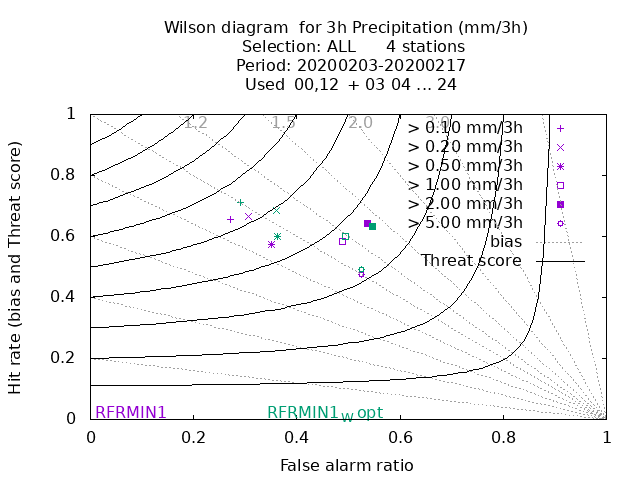 Wilson diagram  for 3h Precipitation (mm/3h)
Selection: ALL      4 stations
Period: 20200203-20200217
Used  00,12  + 03 04 ... 24
1.2 1.5 2.0 3.0
> 0.10 mm/3h
> 0.20 mm/3h
> 0.50 mm/3h
> 1.00 mm/3h
> 2.00 mm/3h
> 5.00 mm/3h
bias
Threat score
Hit rate (bias and Threat score)
1
0.8
0.6
0.4
0.2
0
RFRMIN1 RFRMIN1w opt
0 0.2 0.4 0.6 0.8 1
False alarm ratio